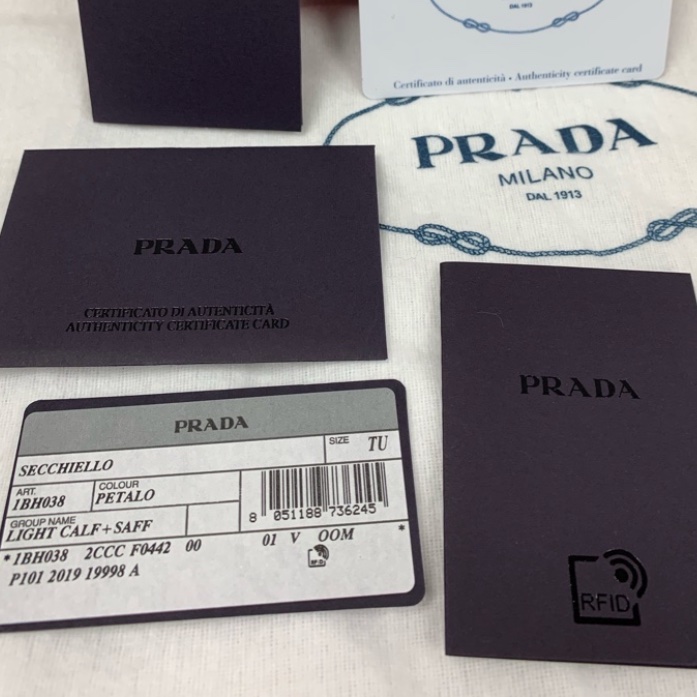 DAL 1913
Certificato di autenticità • Authenticity certificate card
PRADA
MILANO
DAL 1913
PRADA
CERTIFICATO DI AUTENTICITÀ
AUTHENTICITY CERTIFICATE CARD
PRADA
RFID
PRADA
SIZE TU
SECCHIELLO
ART.
1BH038
COLOUR
PETALO
GROUP NAME
LIGHT CALF+SAFF
8 051188 736245
*1BH038 2CCC F0442 00 01 V OOM *
RFID
P101 2019 19998 A